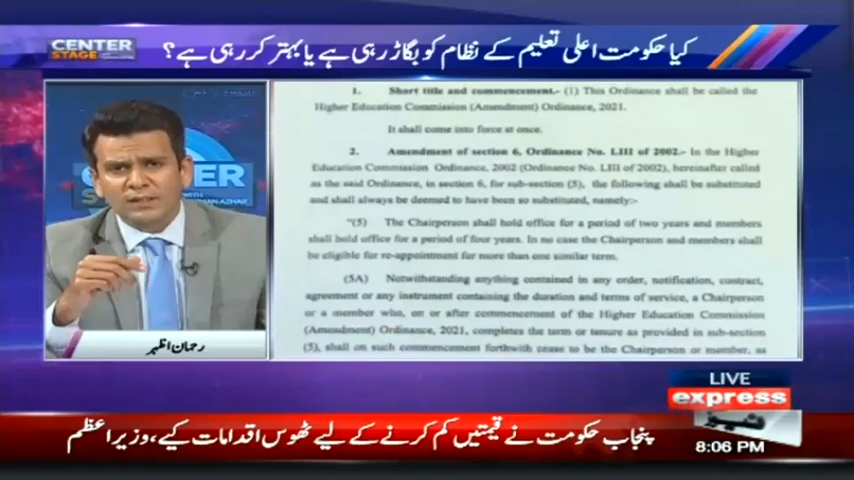 CENTER
STAGE
کیا حکومت اعلی تعلیم کے نظام کو بگاڑ رہی ہے یا بہتر کر رہی ہے؟
TER
WITH
AN AZHAR
رحمان اظہر
1. Short title and commencement.- (1) This Ordinance shall be called the
Higher Education Commission (Amendment) Ordinance, 2021.
It shall come into force at once.
2. Amendment of section 6, Ordinance No. LIII of 2002.- In the Higher
Education Commission Ordinance, 2002 (Ordinance No. LIII of 2002), hereinafter called
as the said Ordinance, in section 6, for sub-section (5), the following shall be substituted
and shall always be deemed to have been so substituted, namely:-
"(5) The Chairperson shall hold office for a period of two years and members
shall hold office for a period of four years. In no case the Chairperson and members shall
be eligible for re-appointment for more than one similar term.
(5A) Notwithstanding anything contained in any order, notification, contract,
agreement or any instrument containing the duration and terms of service, a Chairperson
or a member who, on or after commencement of the Higher Education Commission
(Amendment) Ordinance, 2021, completes the term or tenure as provided in sub-section
(5), shall on such commencement forthwith cease to be the Chairperson or member, as
LIVE
express
نیوز
8:06 PM
پنجاب حکومت نے قیمتیں کم کرنے کے لیے ٹھوس اقدامات کیے، وزیراعظم